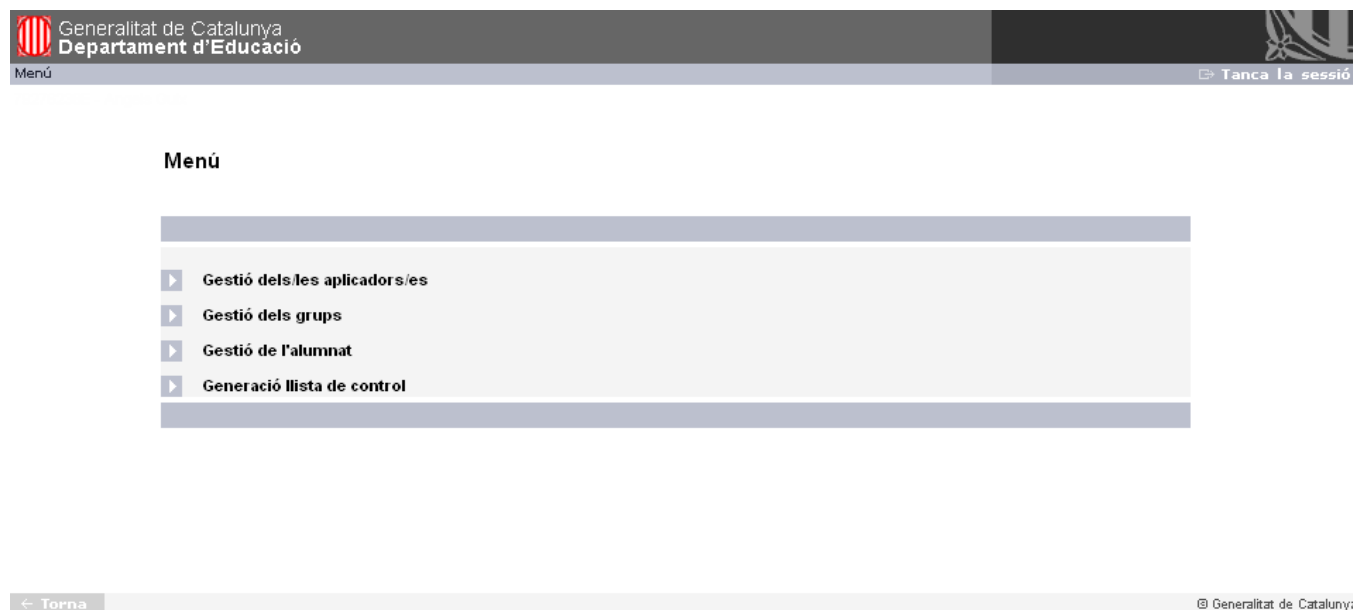 Generalitat de Catalunya
Departament d'Educació
Menú
Tanca la sessió
Menú
Gestió dels/les aplicadors/es
Gestió dels grups
Gestió de l'alumnat
Generació llista de control
← Torna
© Generalitat de Catalunya